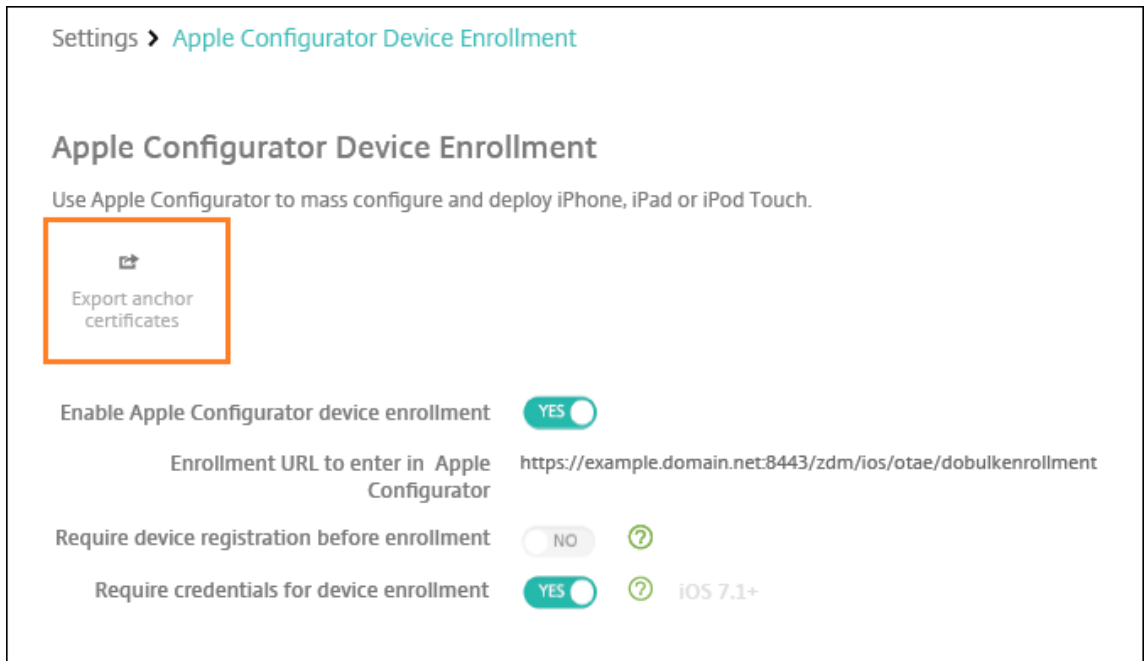 Settings > Apple Configurator Device Enrollment
Apple Configurator Device Enrollment
Use Apple Configurator to mass configure and deploy iPhone, iPad or iPod Touch.
Export anchor
certificates
Enable Apple Configurator device enrollment YES
Enrollment URL to enter in Apple https://example.domain.net:8443/zdm/ios/otae/dobulkenrollment
Configurator
Require device registration before enrollment NO ?
Require credentials for device enrollment YES ? iOS 7.1+